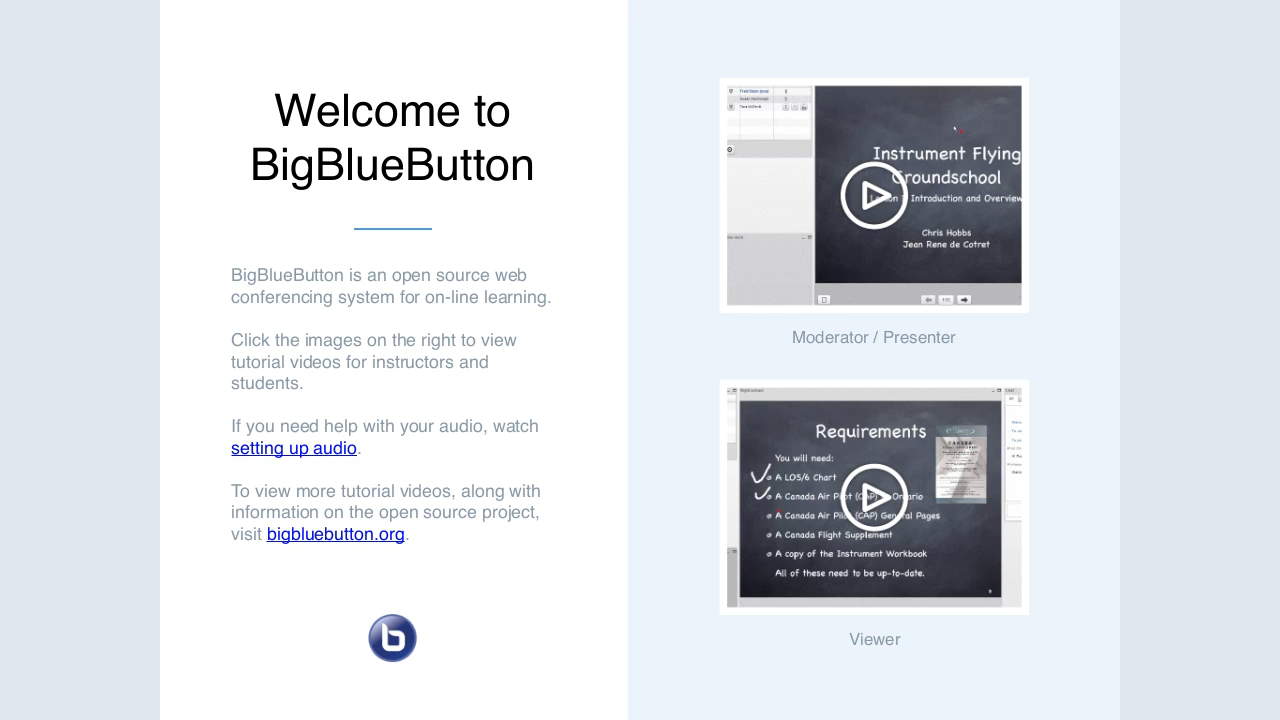 Welcome to
BigBlueButton
BigBlueButton is an open source web
conferencing system for on-line learning.
Click the images on the right to view
tutorial videos for instructors and
students.
If you need help with your audio, watch
setting up audio.
To view more tutorial videos, along with
information on the open source project,
visit bigbluebutton.org.
b
Instrument Flying
Groundschool
Introduction and Overview
Chris Hobbs
Jean Rene de Cotret
Moderator / Presenter
Requirements
You will need:
A LO5/6 Chart
A Canada Air Pilot (CAP) Ontario
A Canada Air Pilot (CAP) General Pages
A Canada Flight Supplement
A copy of the Instrument Workbook
All of these need to be up-to-date.
CANADA
Viewer